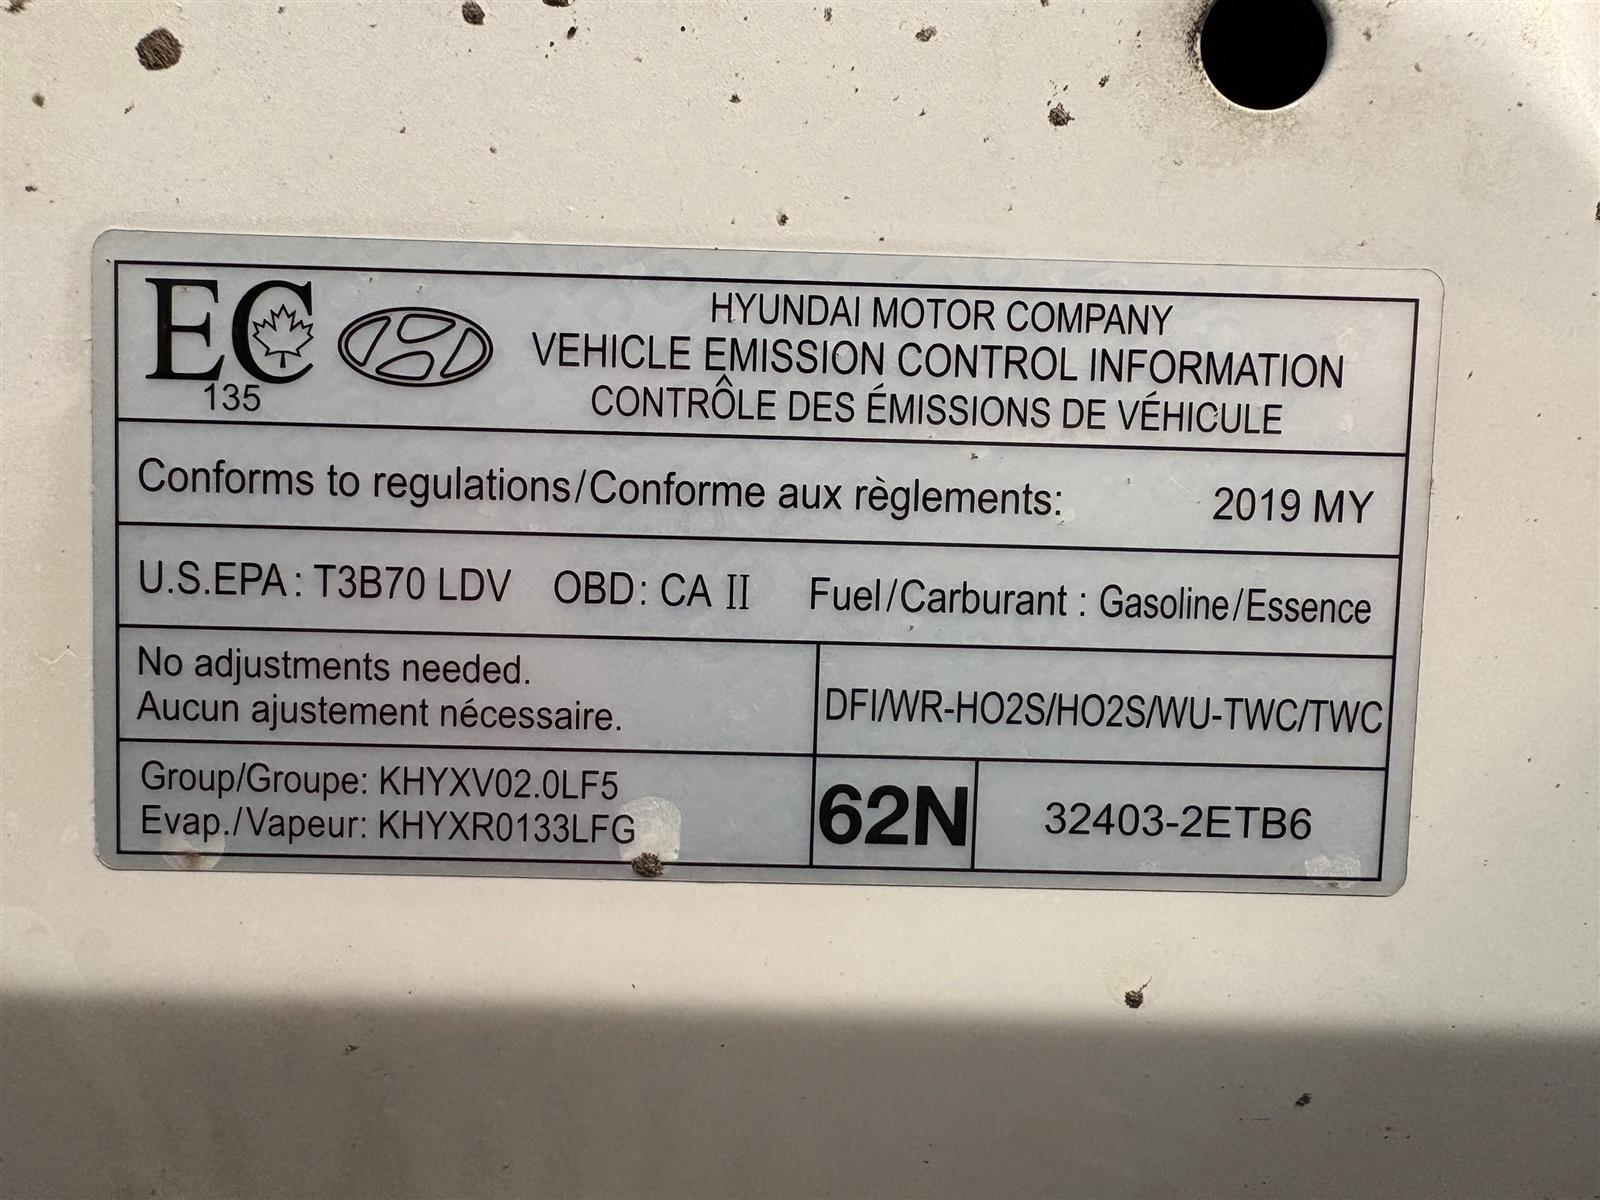 EC
135
HYUNDAI MOTOR COMPANY
VEHICLE EMISSION CONTROL INFORMATION
CONTRÔLE DES ÉMISSIONS DE VÉHICULE
Conforms to regulations/Conforme aux règlements: 2019 MY
U.S.EPA: T3B70 LDV OBD: CA II Fuel/Carburant : Gasoline/Essence
No adjustments needed.
Aucun ajustement nécessaire.
DFI/WR-HO2S/HO2S/WU-TWC/TWC
Group/Groupe: KHYXV02.0LF5
Evap./Vapeur: KHYXR0133LFG
62N
32403-2ETB6